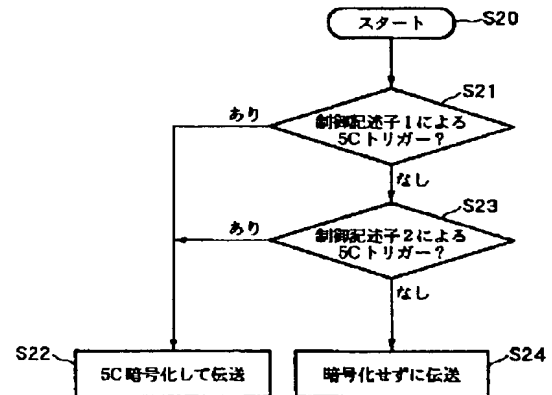 スタート
S20
S21
制御記述子1による
5Cトリガー?
あり
なし
S23
制御記述子2による
5Cトリガー?
あり
なし
S22
5C暗号化して伝送
暗号化せずに伝送
S24